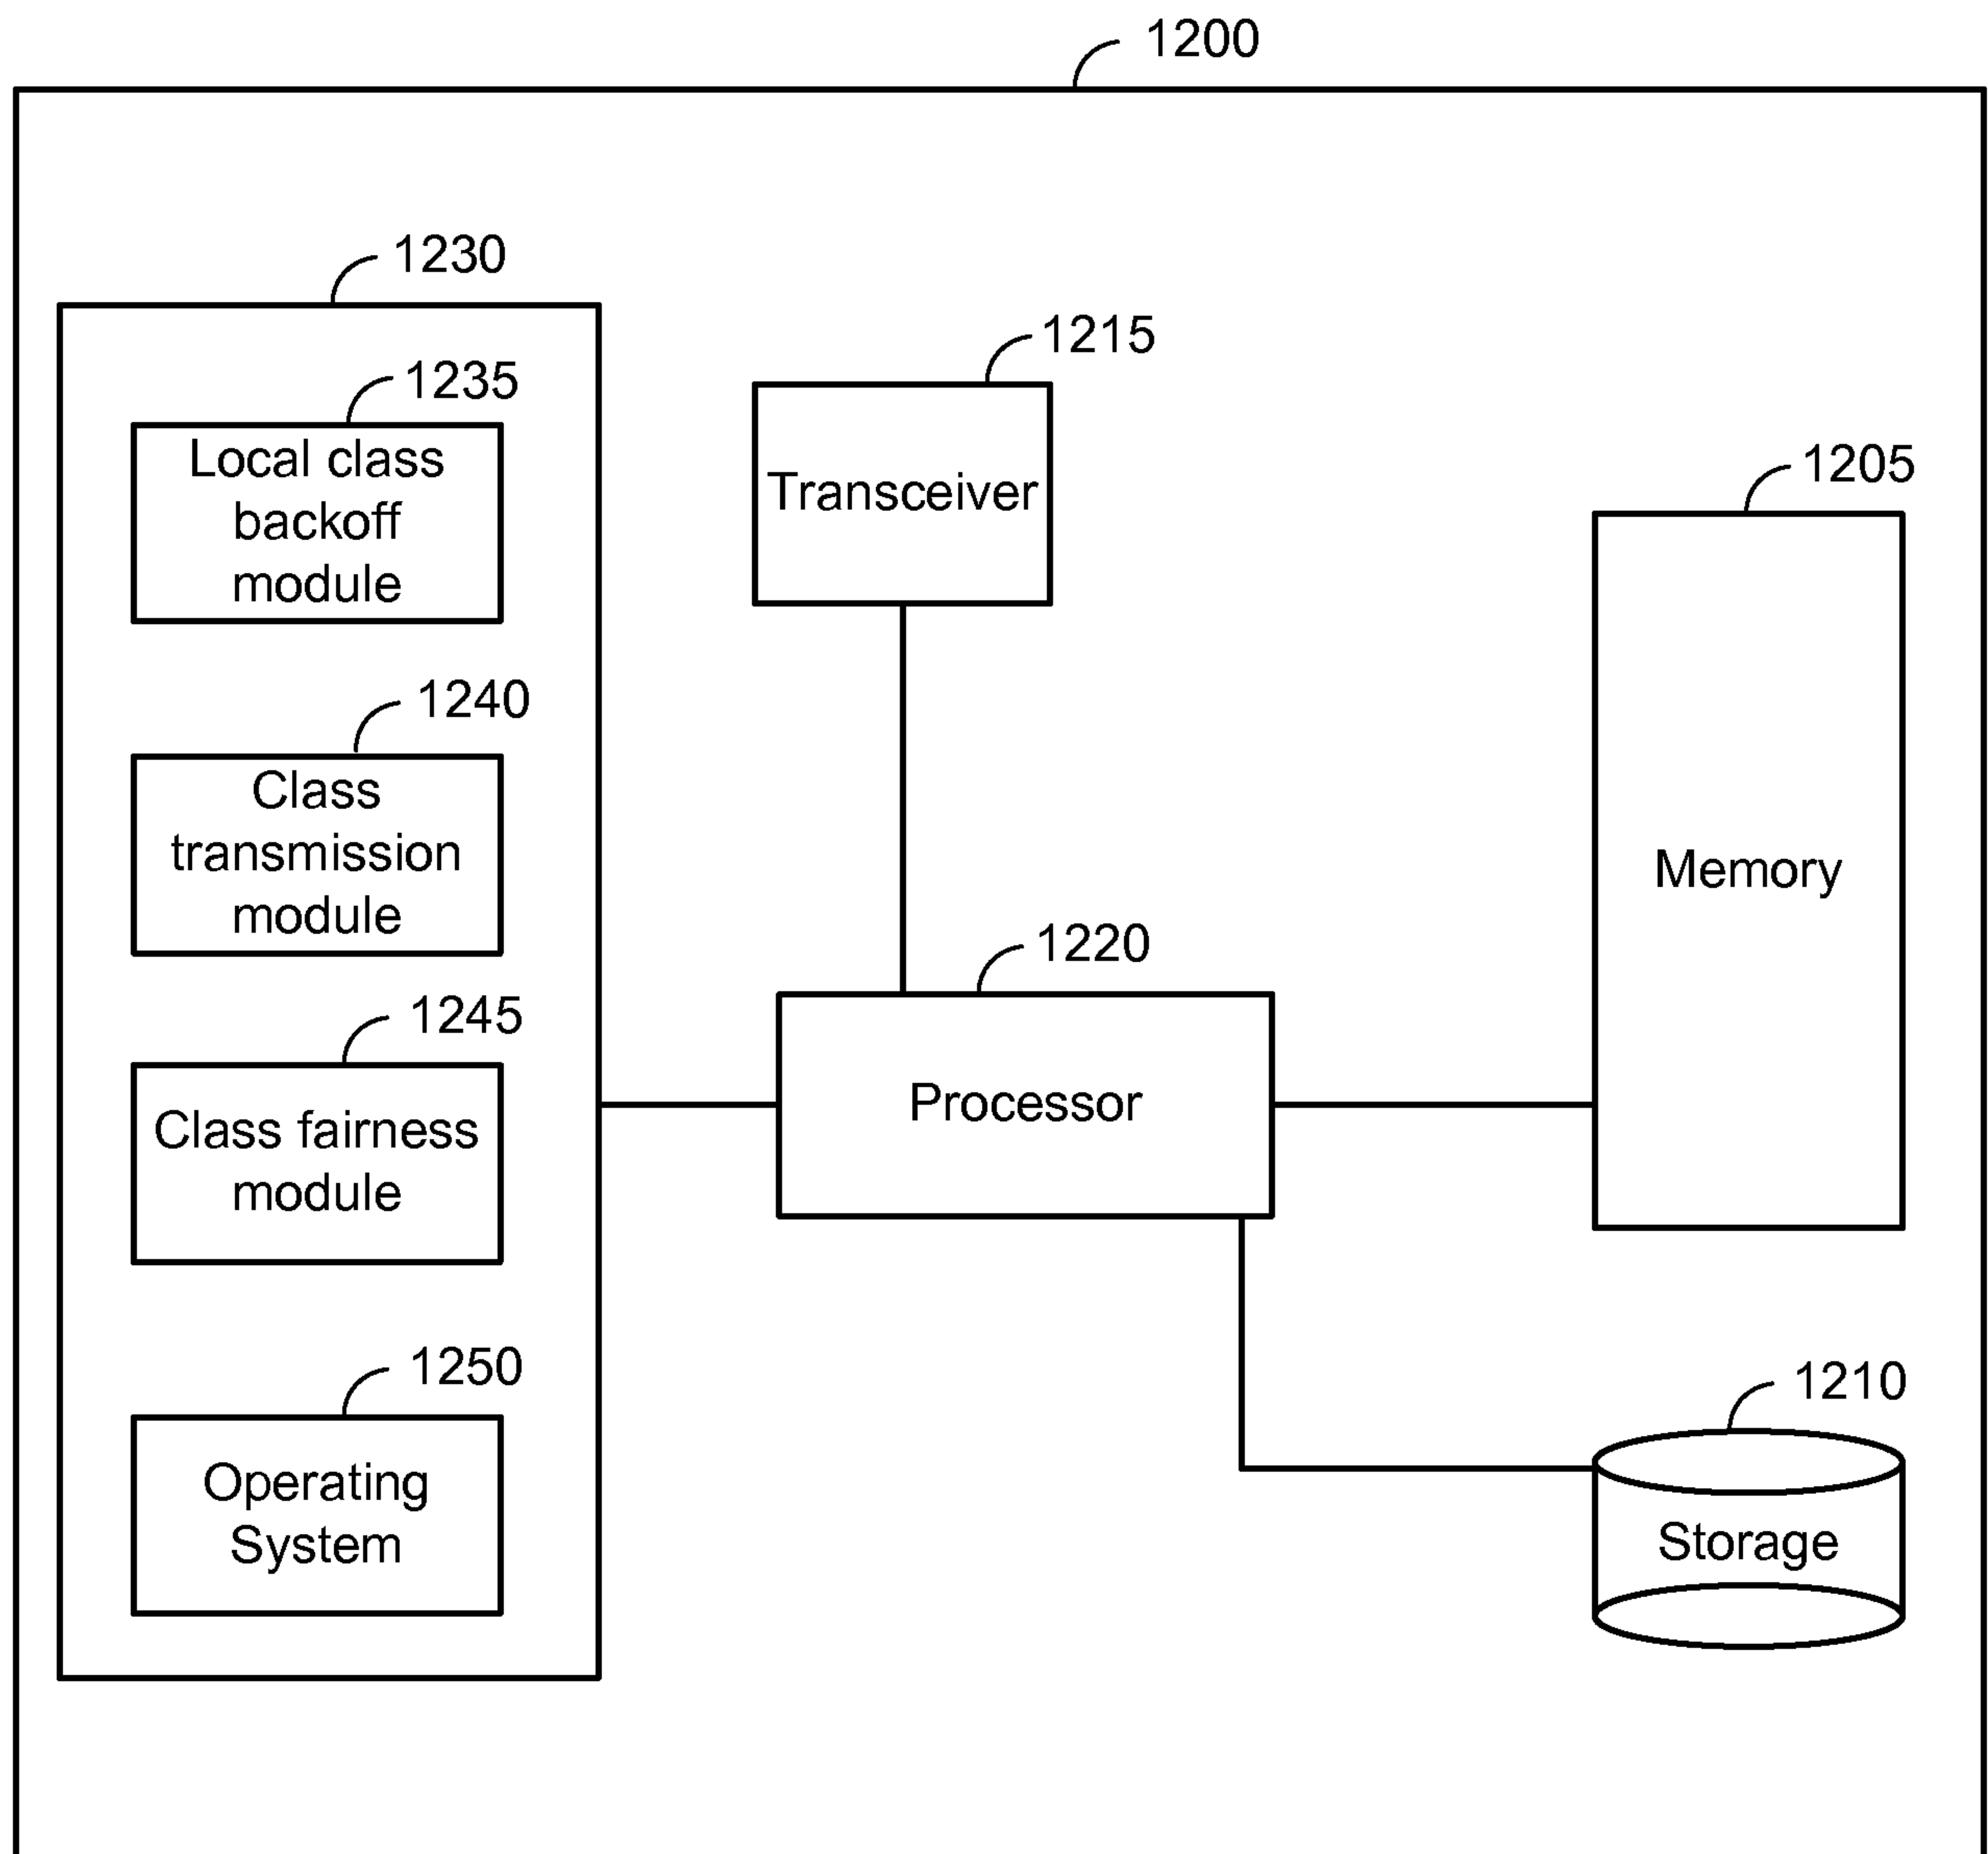 1200
1230
1215
1235
Local class
backoff
module
Transceiver
1205
1240
Class
transmission
module
Memory
1220
1245
Class fairness
module
Processor
1250
Operating
System
1210
Storage